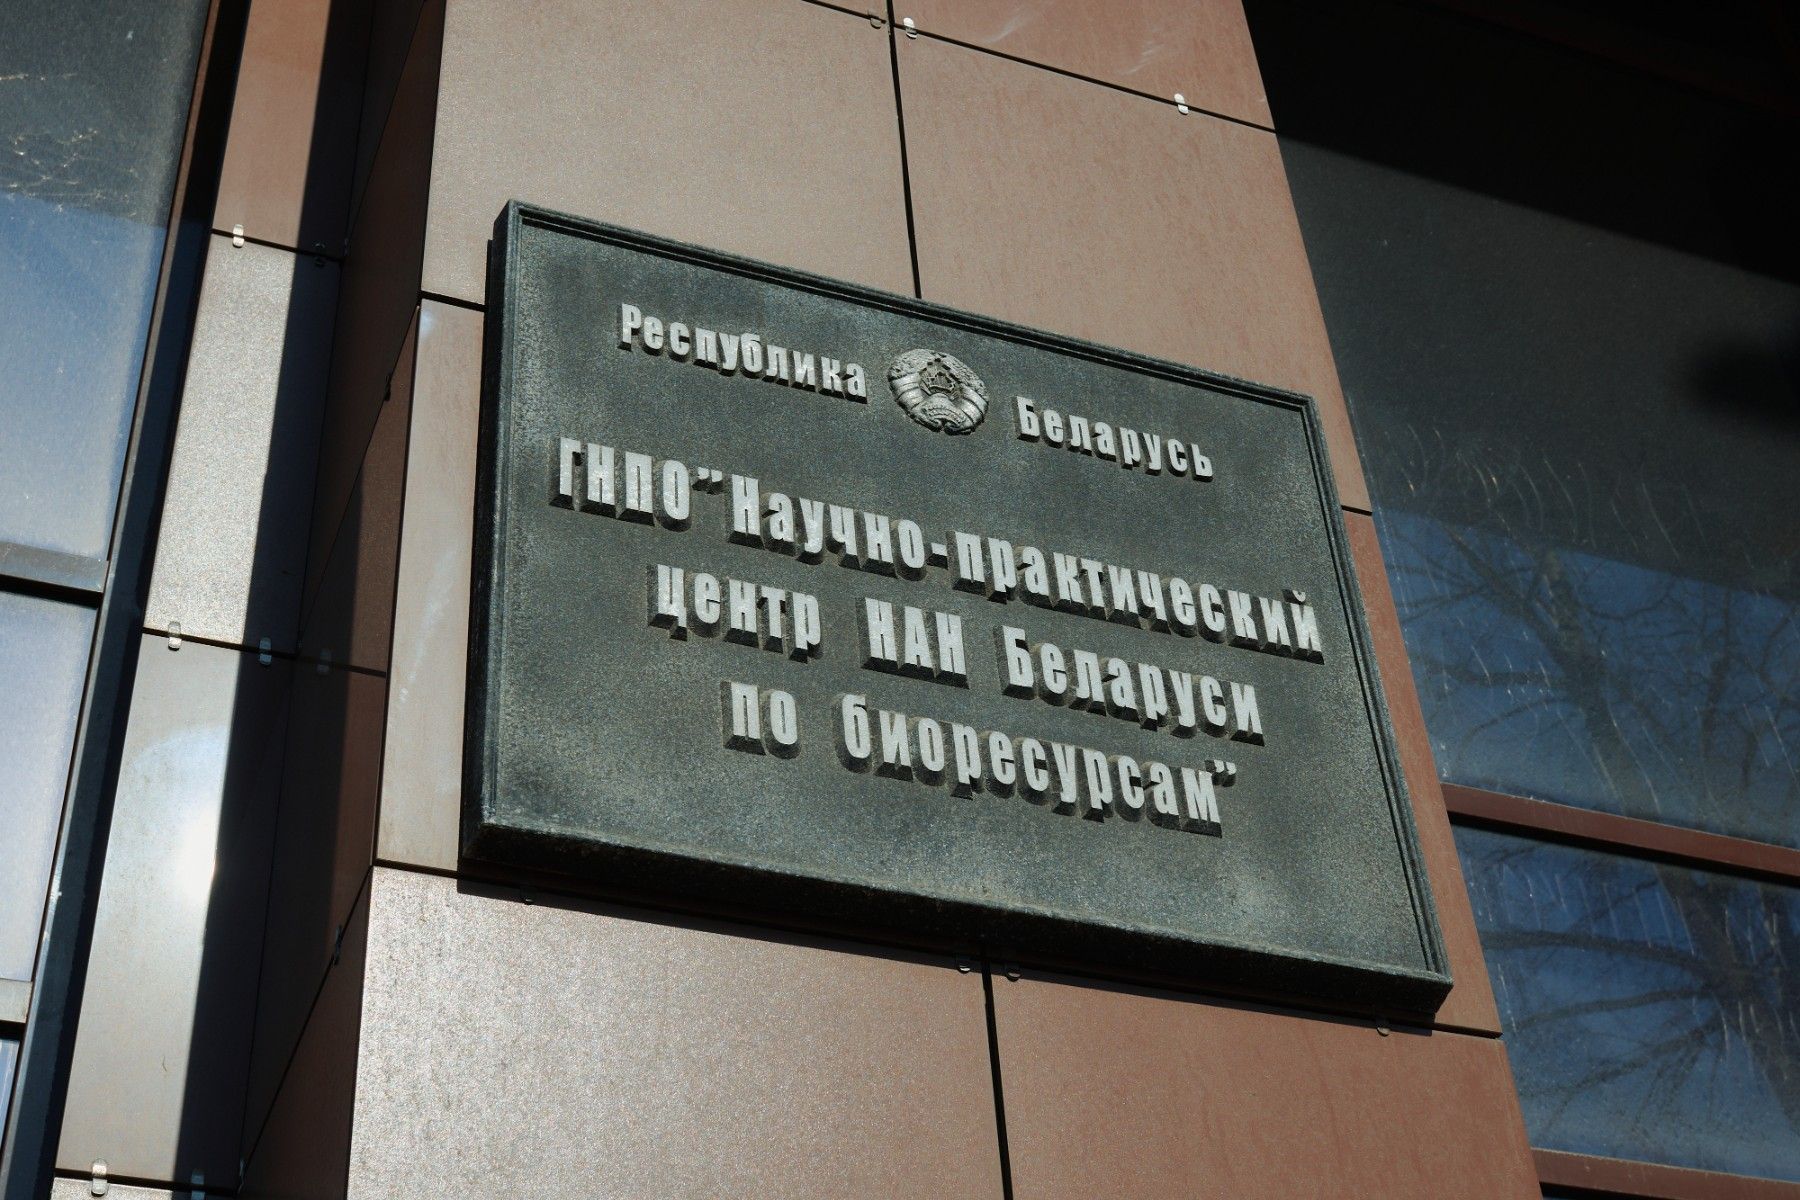 Республика Беларусь
ГНПО "Научно-практический
центр НАН Беларуси
по биоресурсам"